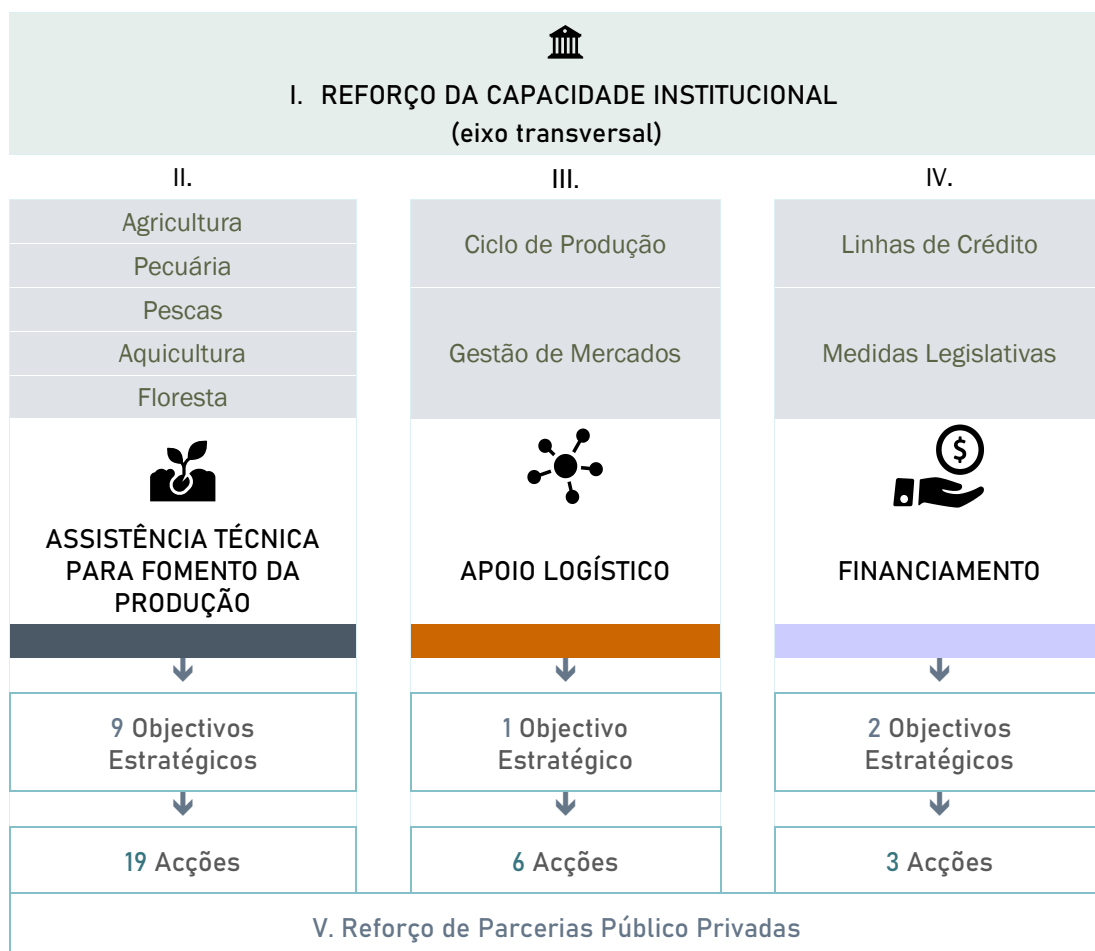 I. REFORÇO DA CAPACIDADE INSTITUCIONAL
(eixo transversal)
II.
Agricultura
Pecuária
Pescas
Aquicultura
Floresta
ASSISTÊNCIA TÉCNICA
PARA FOMENTO DA
PRODUÇÃO
9 Objectivos
Estratégicos
19 Acções
III.
Ciclo de Produção
Gestão de Mercados
APOIO LOGÍSTICO
1 Objectivo
Estratégico
6 Acções
IV.
Linhas de Crédito
Medidas Legislativas
$
FINANCIAMENTO
2 Objectivos
Estratégicos
3 Acções
V. Reforço de Parcerias Público Privadas